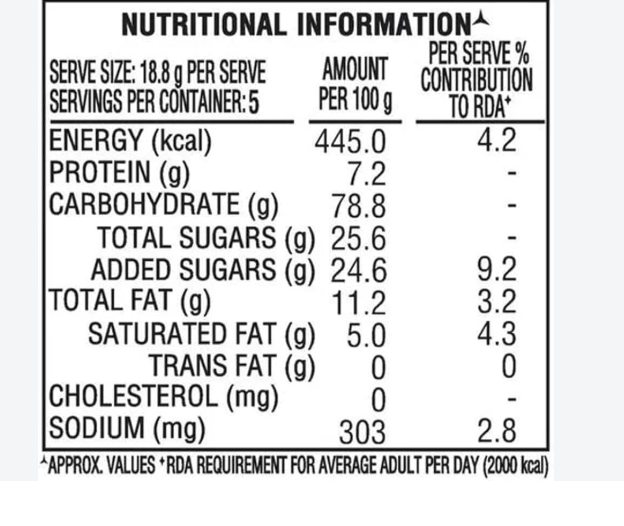 NUTRITIONAL INFORMATION⅄
SERVE SIZE: 18.8 g PER SERVE
SERVINGS PER CONTAINER: 5
AMOUNT
PER 100 g
PER SERVE %
CONTRIBUTION
TO RDA⁺
ENERGY (kcal) 445.0 4.2
PROTEIN (g) 7.2 -
CARBOHYDRATE (g) 78.8 -
TOTAL SUGARS (g) 25.6 -
ADDED SUGARS (g) 24.6 9.2
TOTAL FAT (g) 11.2 3.2
SATURATED FAT (g) 5.0 4.3
TRANS FAT (g) 0 0
CHOLESTEROL (mg) 0 -
SODIUM (mg) 303 2.8
⅄APPROX. VALUES ⁺RDA REQUIREMENT FOR AVERAGE ADULT PER DAY (2000 kcal)